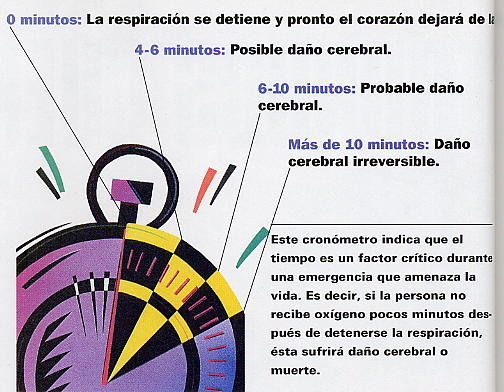 0 minutos: La respiración se detiene y pronto el corazón dejará de
4-6 minutos: Posible daño cerebral.
6-10 minutos: Probable daño
cerebral.
Más de 10 minutos: Daño
cerebral irreversible.
Este cronómetro indica que el
tiempo es un factor crítico durante
una emergencia que amenaza la
vida. Es decir, si la persona no
recibe oxígeno pocos minutos des-
pués de detenerse la respiración,
ésta sufrirá daño cerebral o
muerte.